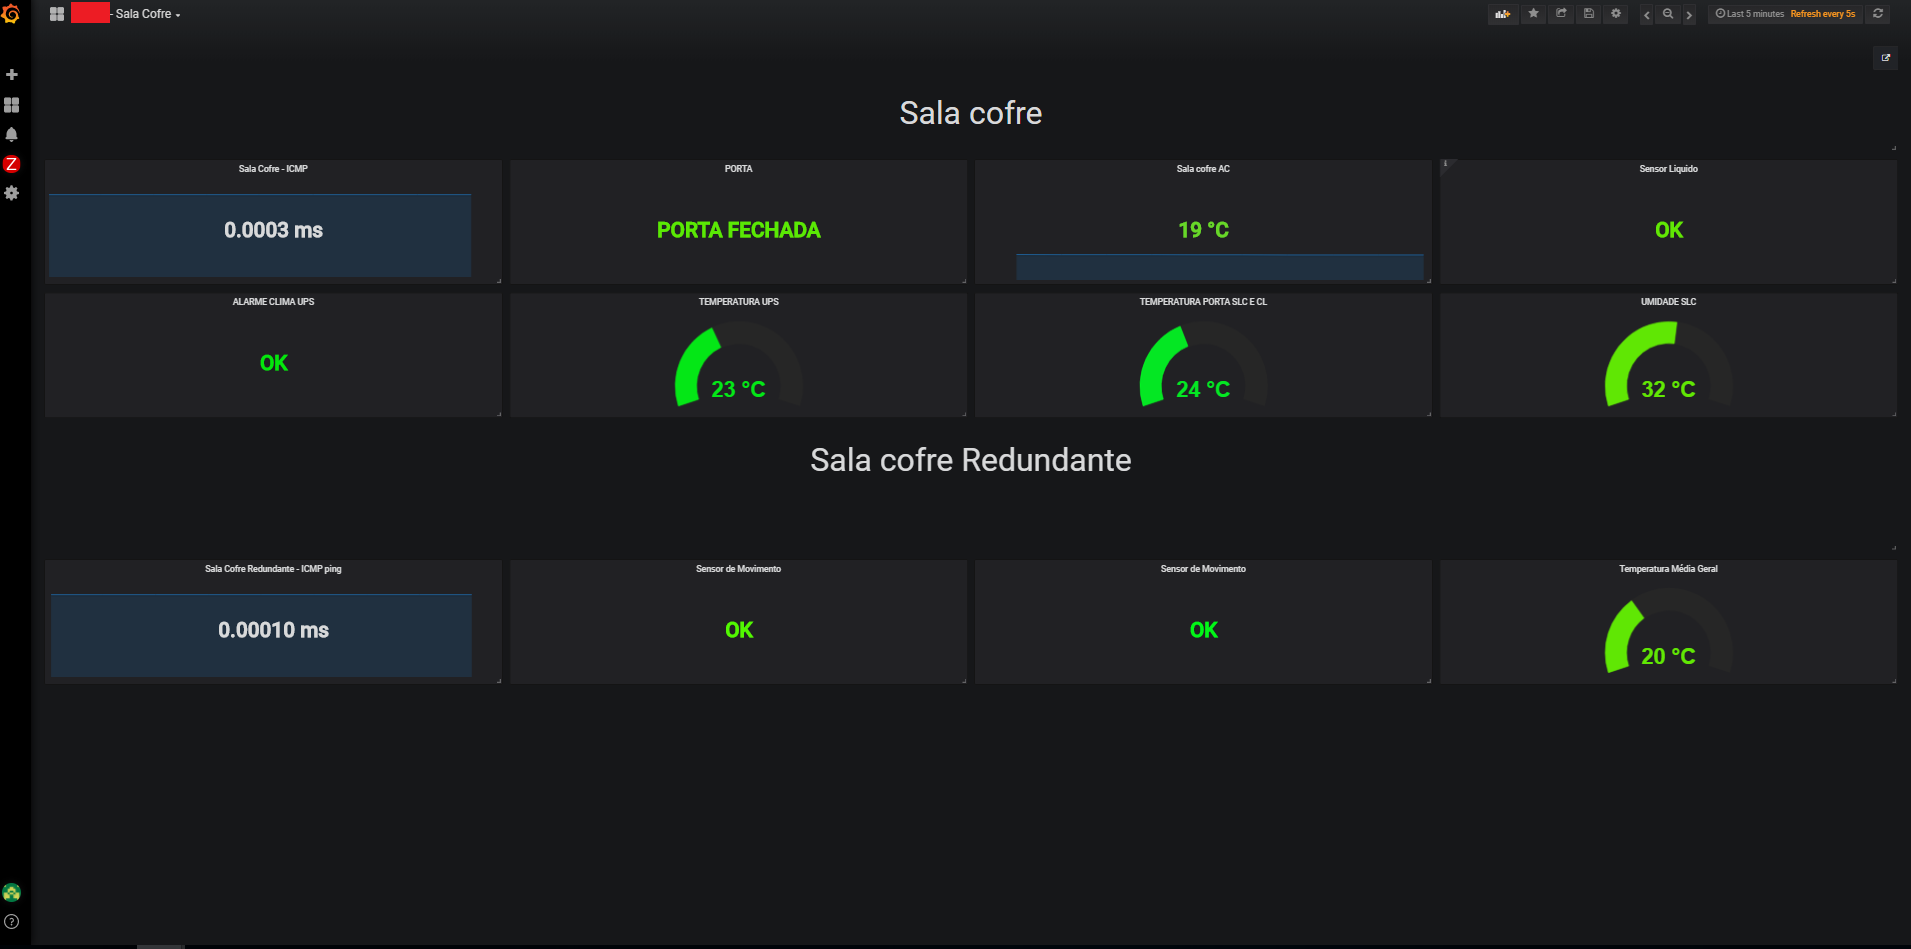 - Sala Cofre
Last 5 minutes Refresh every 5s
Z
Sala cofre
Sala Cofre - ICMP
0.0003 ms
PORTA
PORTA FECHADA
Sala cofre AC
19 °C
i
Sensor Liquido
OK
ALARME CLIMA UPS
OK
TEMPERATURA UPS
23 °C
TEMPERATURA PORTA SLC E CL
24 °C
UMIDADE SLC
32 °C
Sala cofre Redundante
Sala Cofre Redundante - ICMP ping
0.00010 ms
Sensor de Movimento
OK
Sensor de Movimento
OK
Temperatura Média Geral
20 °C
?